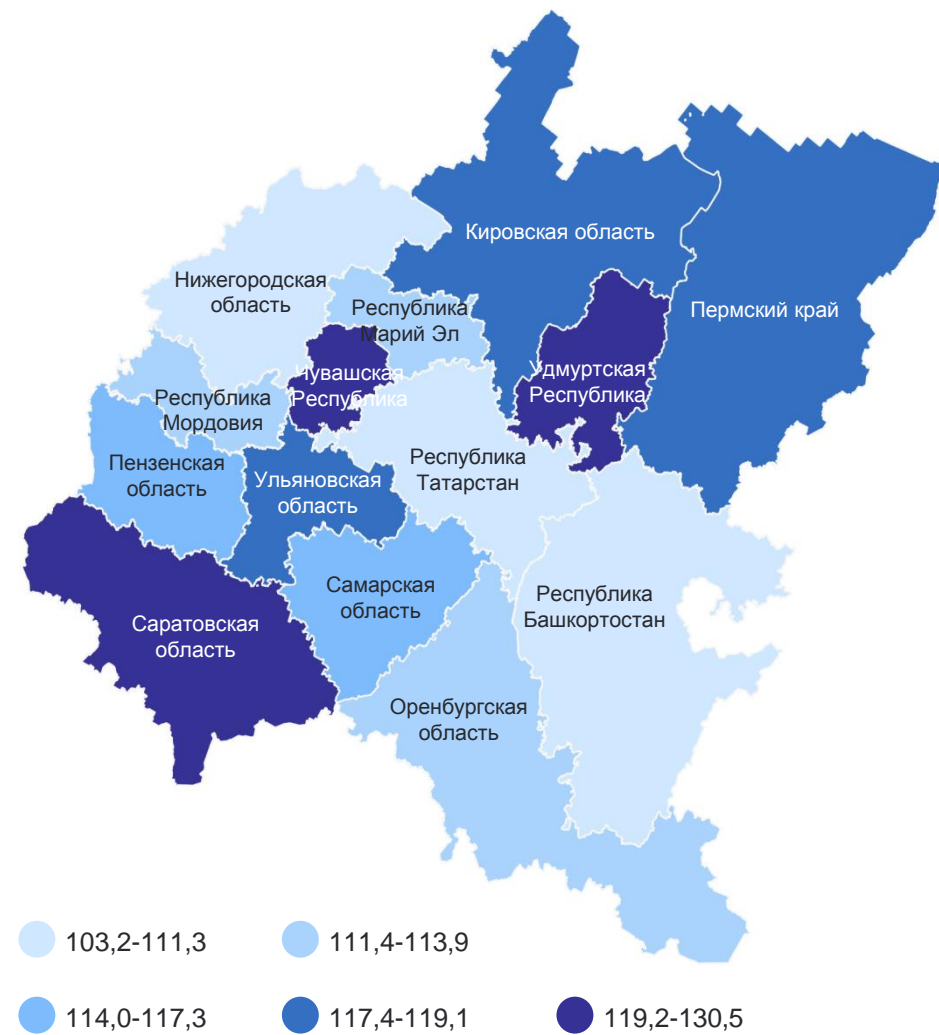 Кировская область
Нижегородская
область
Республика
Марий Эл
Пермский край
Чувашская
Республика
Удмуртская
Республика
Республика
Мордовия
Пензенская
область
Ульяновская
область
Республика
Татарстан
Самарская
область
Республика
Башкортостан
Саратовская
область
Оренбургская
область
103,2-111,3
111,4-113,9
114,0-117,3
117,4-119,1
119,2-130,5